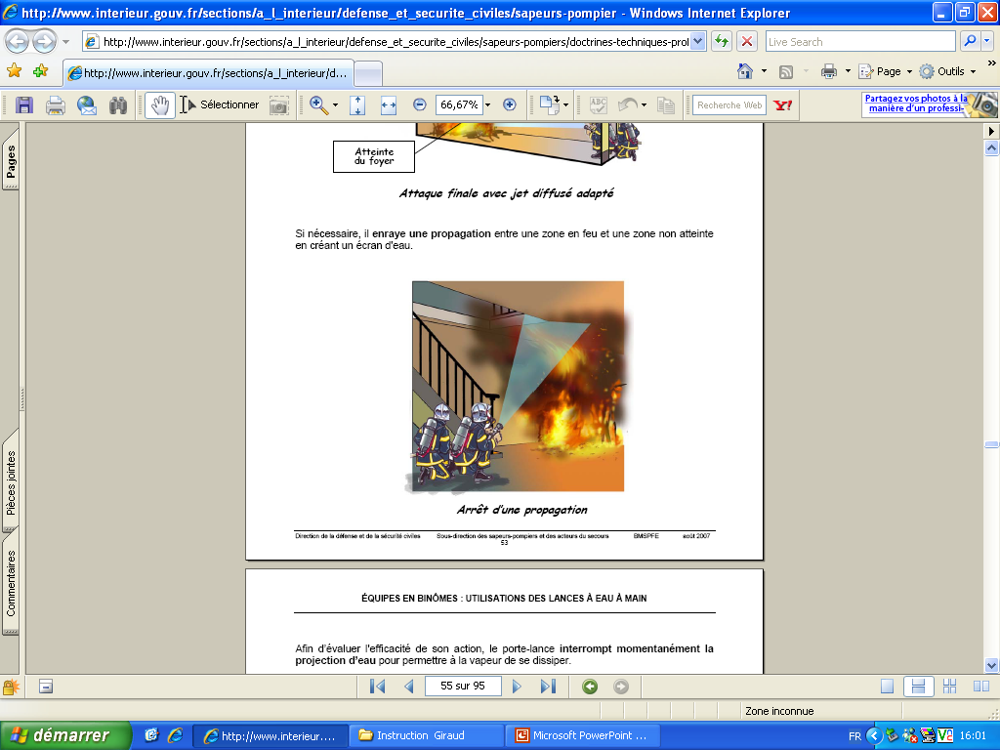 http://www.interieur.gouv.fr/sections/a_l_interieur/defense_et_securite_civiles/sapeurs-pompier - Windows Internet Explorer
http://www.interieur.gouv.fr/sections/a_l_interieur/defense_et_securite_civiles/sapeurs-pompiers/doctrines-techniques-prol
Live Search
http://www.interieur.gouv.fr/sections/a_l_interieur/d...
Page
Outils
Sélectionner
66,67%
Recherche Web
Y!
Partagez vos photos à la
manière d'un professi-
Pages
Pièces jointes
Commentaires
Atteinte
du foyer
Attaque finale avec jet diffusé adapté
Si nécessaire, il enraye une propagation entre une zone en feu et une zone non atteinte
en créant un écran d'eau.
Arrêt d'une propagation
Direction de la défense et de la sécurité civiles Sous-direction des sapeurs-pompiers et des acteurs du secours BMSPFE août 2007
53
ÉQUIPES EN BINÔMES : UTILISATIONS DES LANCES À EAU À MAIN
Afin d'évaluer l'efficacité de son action, le porte-lance interrompt momentanément la
projection d'eau pour permettre à la vapeur de se dissiper.
55 sur 95
Zone inconnue
démarrer
http://www.interieur....
Instruction Giraud
Microsoft PowerPoint ...
FR
16:01